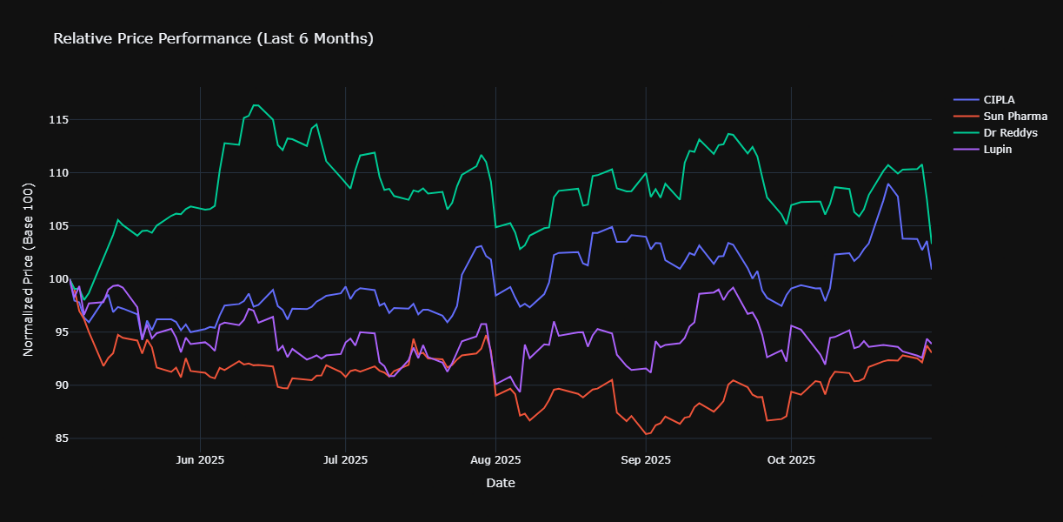 Relative Price Performance (Last 6 Months)
CIPLA
Sun Pharma
Dr Reddys
Lupin
Normalized Price (Base 100)
115
110
105
100
95
90
85
Jun 2025
Jul 2025
Aug 2025
Sep 2025
Oct 2025
Date